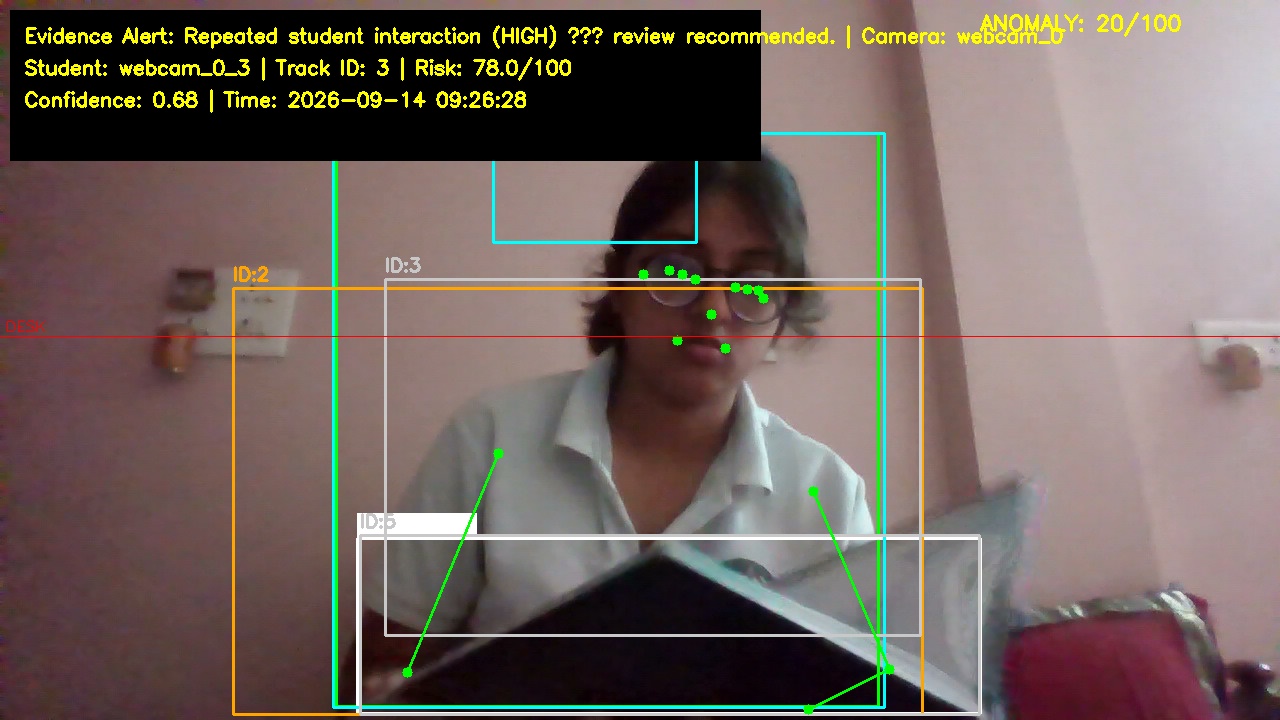 Evidence Alert: Repeated student interaction (HIGH) ??? review recommended. | Camera: webcam_0
ANOMALY: 20/100
Student: webcam_0_3 | Track ID: 3 | Risk: 78.0/100
Confidence: 0.68 | Time: 2026-09-14 09:26:28
ID:3
ID:2
DESK
ID:5